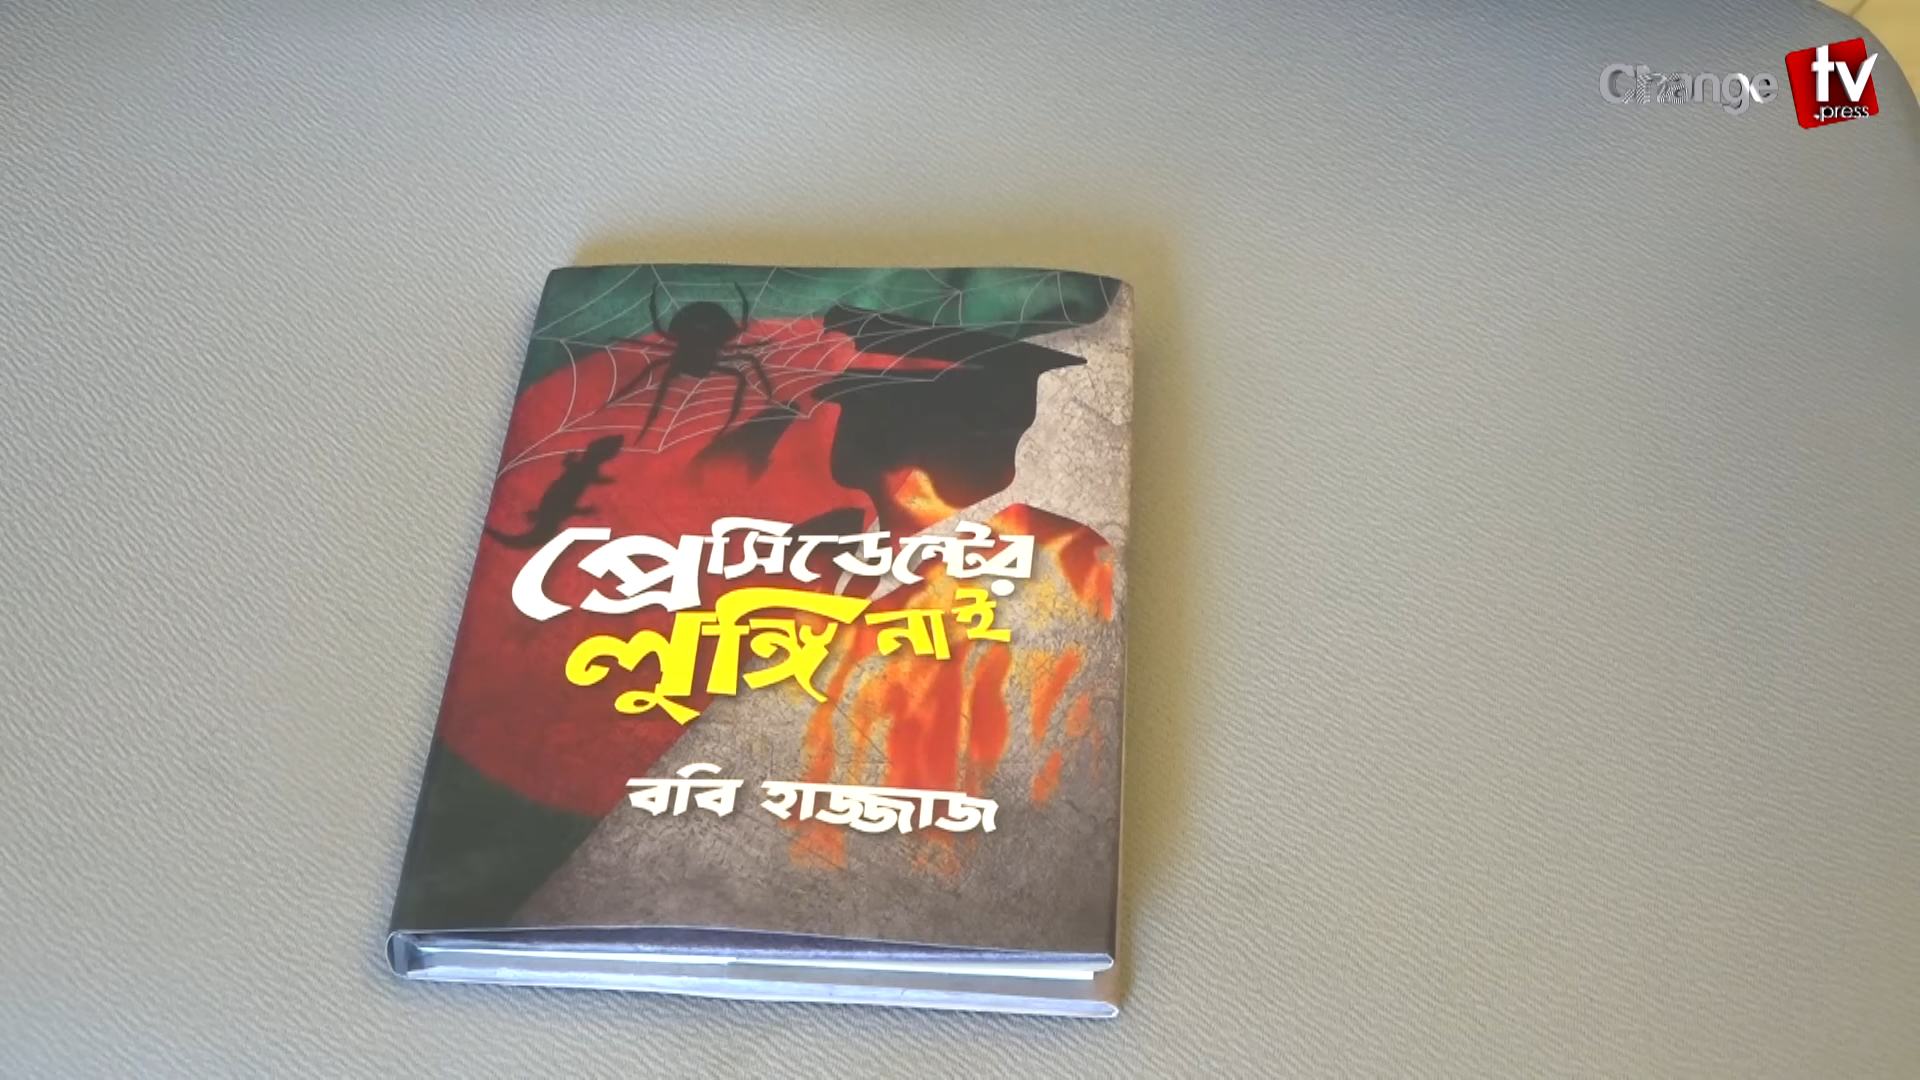 Change tv
.press
প্রেসিডেন্টের
লুঙ্গি নাই
ববি হাজ্জাজ